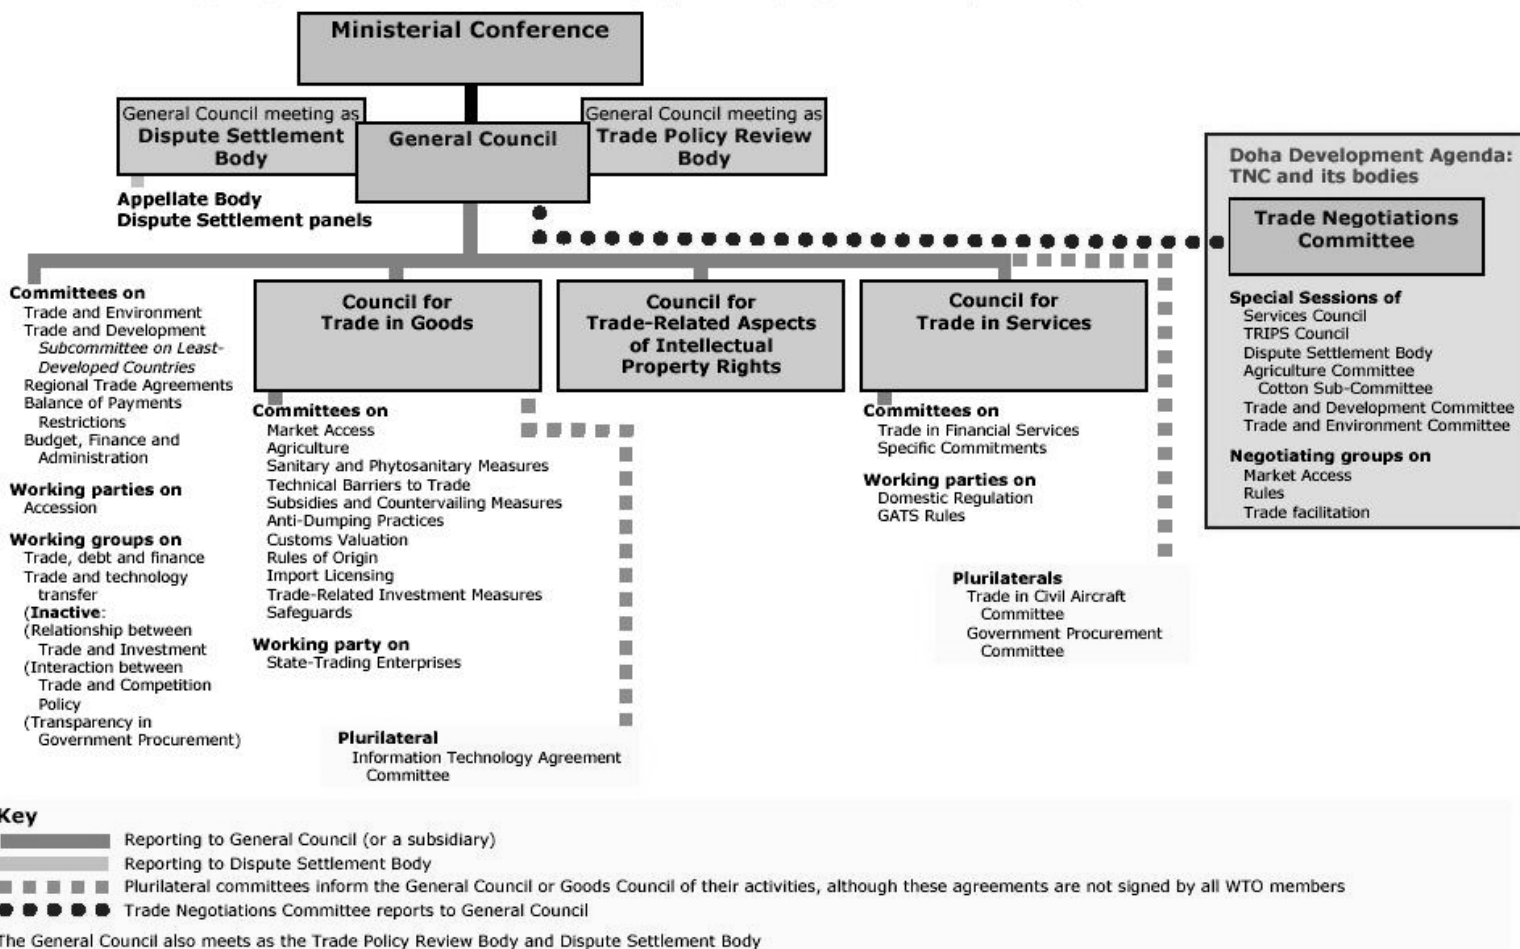 Ministerial Conference
General Council meeting as
Dispute Settlement
Body
General Council
General Council meeting as
Trade Policy Review
Body
Appellate Body
Dispute Settlement panels
Doha Development Agenda:
TNC and its bodies
Trade Negotiations
Committee
Special Sessions of
Services Council
TRIPS Council
Dispute Settlement Body
Agriculture Committee
Cotton Sub-Committee
Trade and Development Committee
Trade and Environment Committee
Negotiating groups on
Market Access
Rules
Trade facilitation
Committees on
Trade and Environment
Trade and Development
Subcommittee on Least-
Developed Countries
Regional Trade Agreements
Balance of Payments
Restrictions
Budget, Finance and
Administration
Working parties on
Accession
Working groups on
Trade, debt and finance
Trade and technology
transfer
(Inactive:
(Relationship between
Trade and Investment
(Interaction between
Trade and Competition
Policy
(Transparency in
Government Procurement)
Council for
Trade in Goods
Committees on
Market Access
Agriculture
Sanitary and Phytosanitary Measures
Technical Barriers to Trade
Subsidies and Countervailing Measures
Anti-Dumping Practices
Customs Valuation
Rules of Origin
Import Licensing
Trade-Related Investment Measures
Safeguards
Working party on
State-Trading Enterprises
Plurilateral
Information Technology Agreement
Committee
Council for
Trade-Related Aspects
of Intellectual
Property Rights
Council for
Trade in Services
Committees on
Trade in Financial Services
Specific Commitments
Working parties on
Domestic Regulation
GATS Rules
Plurilaterals
Trade in Civil Aircraft
Committee
Government Procurement
Committee
Key
Reporting to General Council (or a subsidiary)
Reporting to Dispute Settlement Body
Plurilateral committees inform the General Council or Goods Council of their activities, although these agreements are not signed by all WTO members
Trade Negotiations Committee reports to General Council
The General Council also meets as the Trade Policy Review Body and Dispute Settlement Body